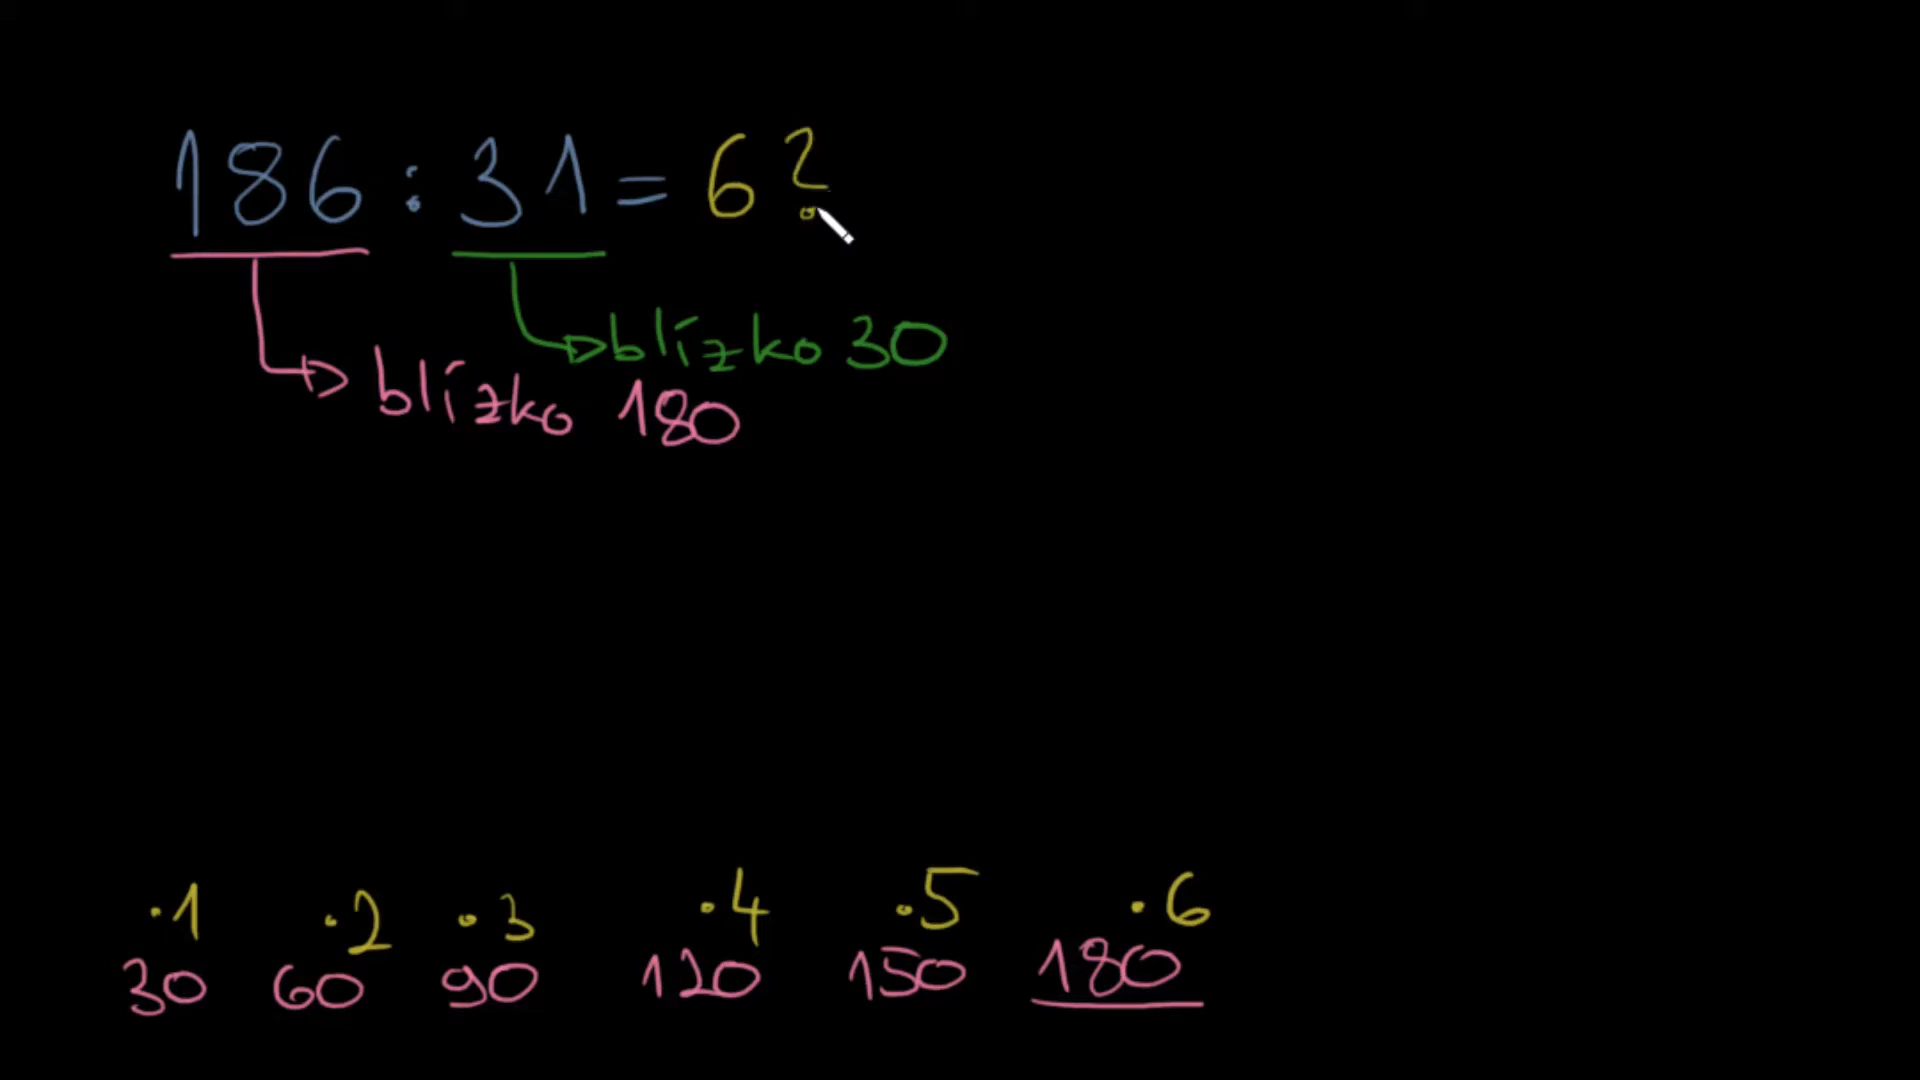 186 : 31 = 6?
blízko 30
blízko 180
·1 ·2 ·3 ·4 ·5 ·6
30 60 90 120 150 180